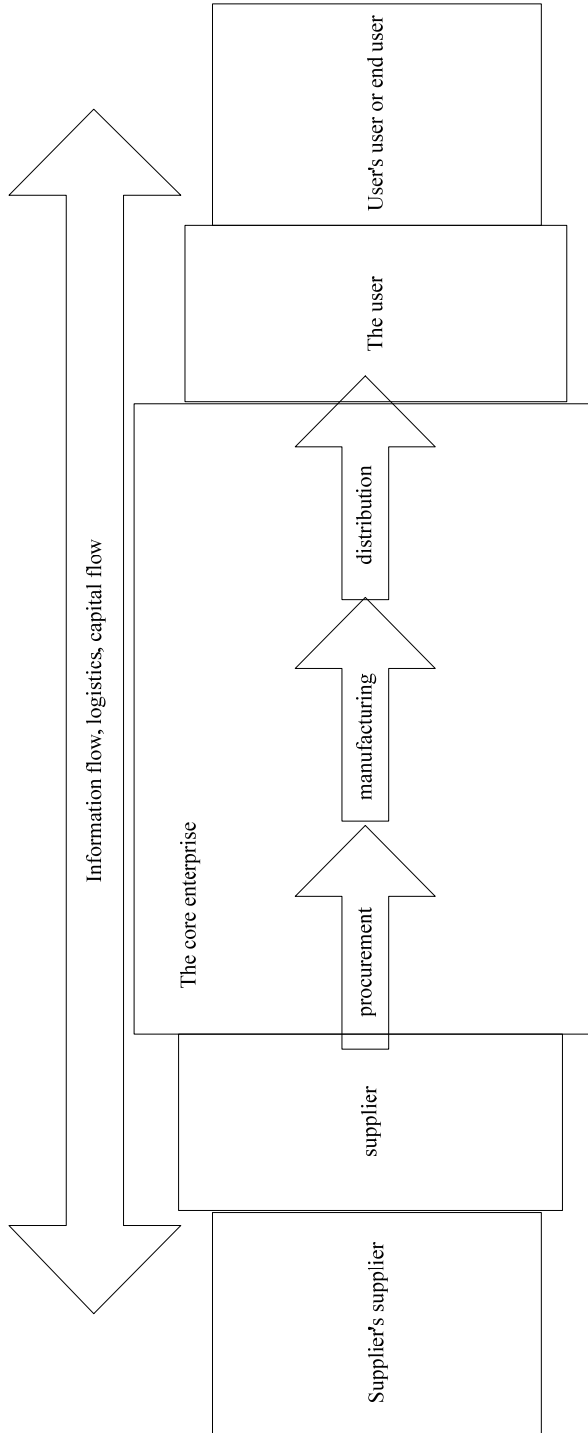 Information flow, logistics, capital flow
The core enterprise
Supplier's supplier
supplier
procurement
manufacturing
distribution
The user
User's user or end user